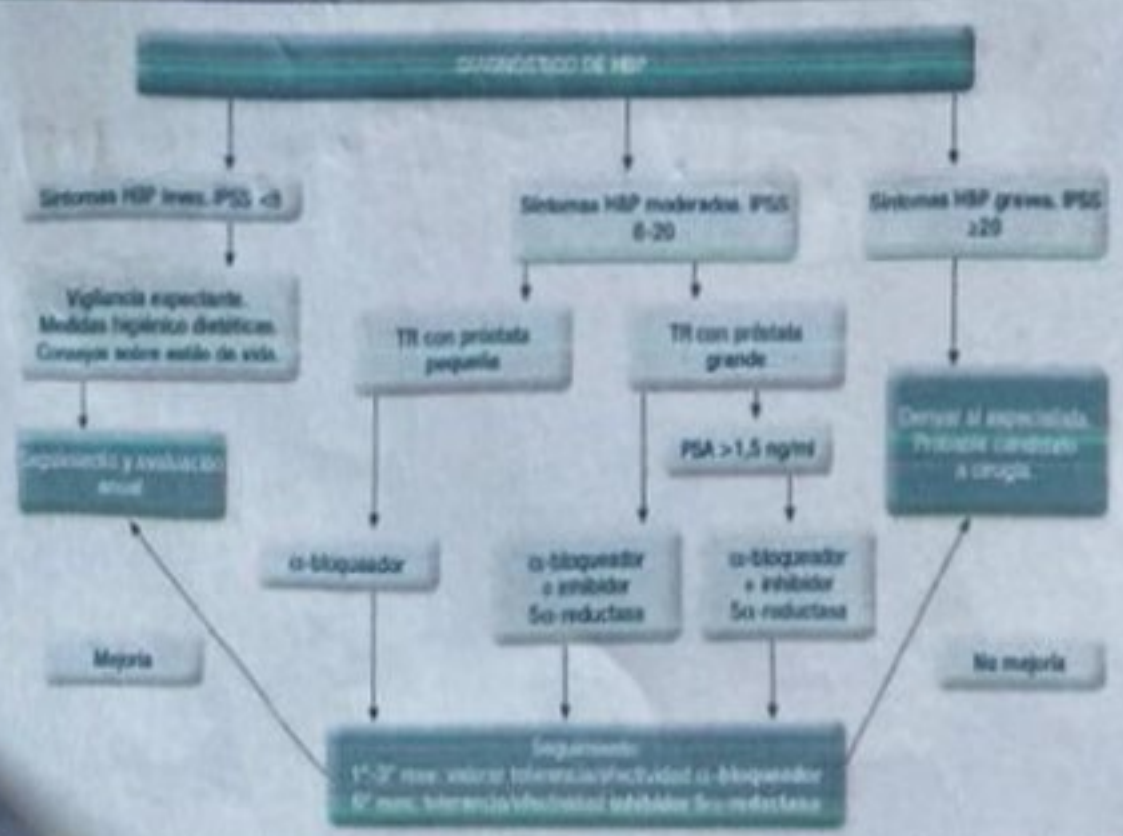 DIAGNÓSTICO DE HBP
Síntomas HBP leves. IPSS <8
Síntomas HBP moderados. IPSS
8-20
Síntomas HBP graves. IPSS
≥20
Vigilancia expectante.
Medidas higiénico dietéticas.
Consejos sobre estilo de vida.
TR con próstata
pequeña
TR con próstata
grande
PSA >1,5 ng/ml
Seguimiento y evaluación
anual
Derivar al especialista.
Probable candidato
a cirugía.
α-bloqueador
α-bloqueador
o inhibidor
5α-reductasa
α-bloqueador
+ inhibidor
5α-reductasa
Mejoría
No mejoría
Seguimiento:
1º-3º mes: valorar tolerancia/efectividad α-bloqueador
6º mes: tolerancia/efectividad inhibidor 5α-reductasa